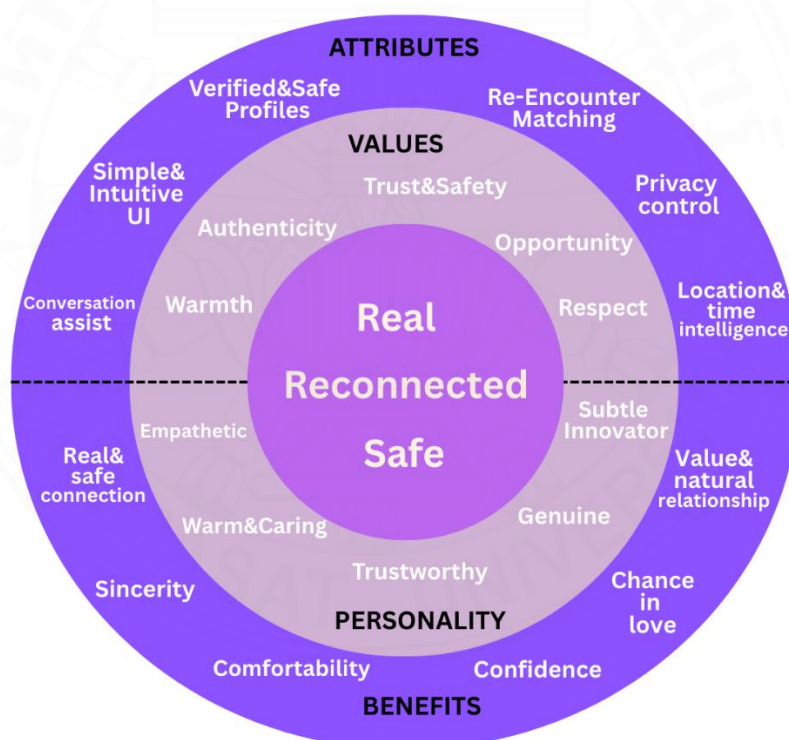 ATTRIBUTES
Verified&Safe
Profiles
Re-Encounter
Matching
Simple&
Intuitive
UI
Privacy
control
Conversation
assist
Location&
time
intelligence
VALUES
Trust&Safety
Authenticity
Opportunity
Warmth
Respect
Real
Reconnected
Safe
Empathetic
Subtle
Innovator
Warm&Caring
Genuine
Trustworthy
PERSONALITY
Real&
safe
connection
Value&
natural
relationship
Sincerity
Chance
in
love
Comfortability
Confidence
BENEFITS